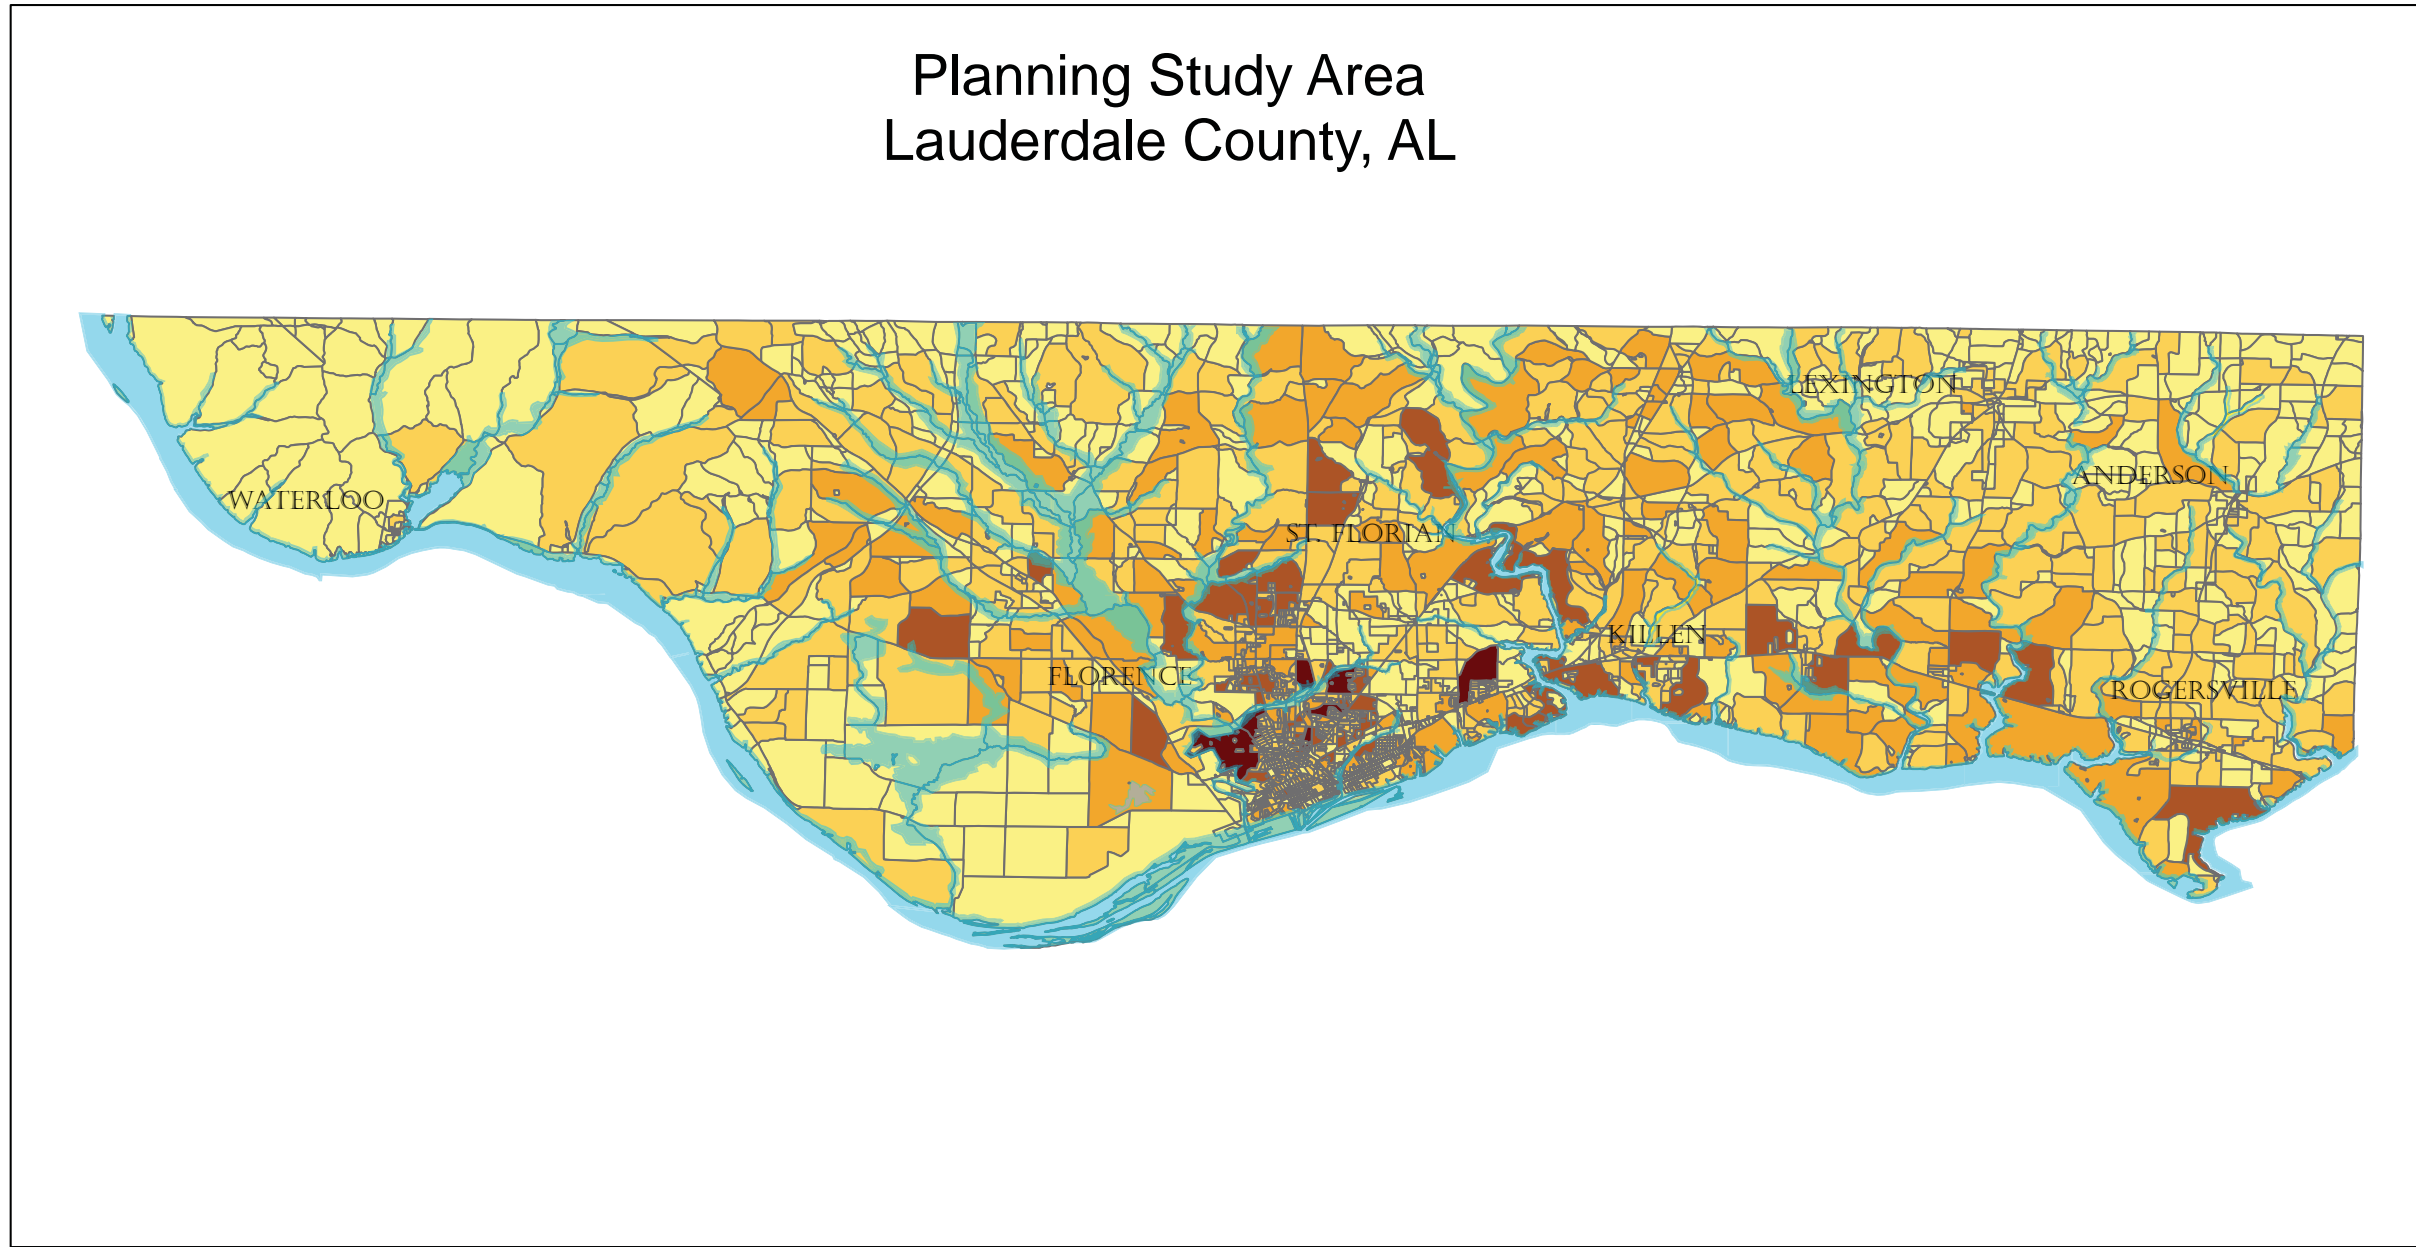 Planning Study Area
Lauderdale County, AL
LEXINGTON
ANDERSON
WATERLOO
ST. FLORIAN
KILLEN
FLORENCE
ROGERSVILLE